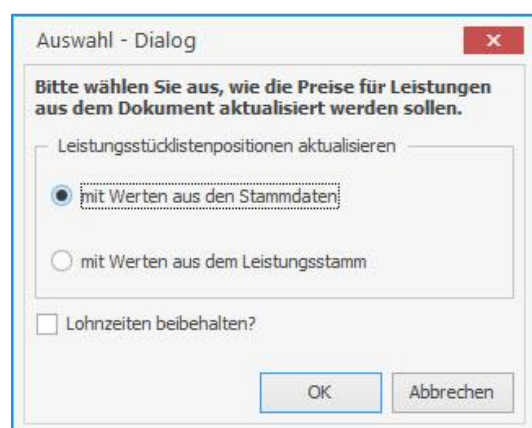 Auswahl - Dialog
Bitte wählen Sie aus, wie die Preise für Leistungen
aus dem Dokument aktualisiert werden sollen.
Leistungsstücklistenpositionen aktualisieren
mit Werten aus den Stammdaten
mit Werten aus dem Leistungsstamm
Lohnzeiten beibehalten?
OK Abbrechen